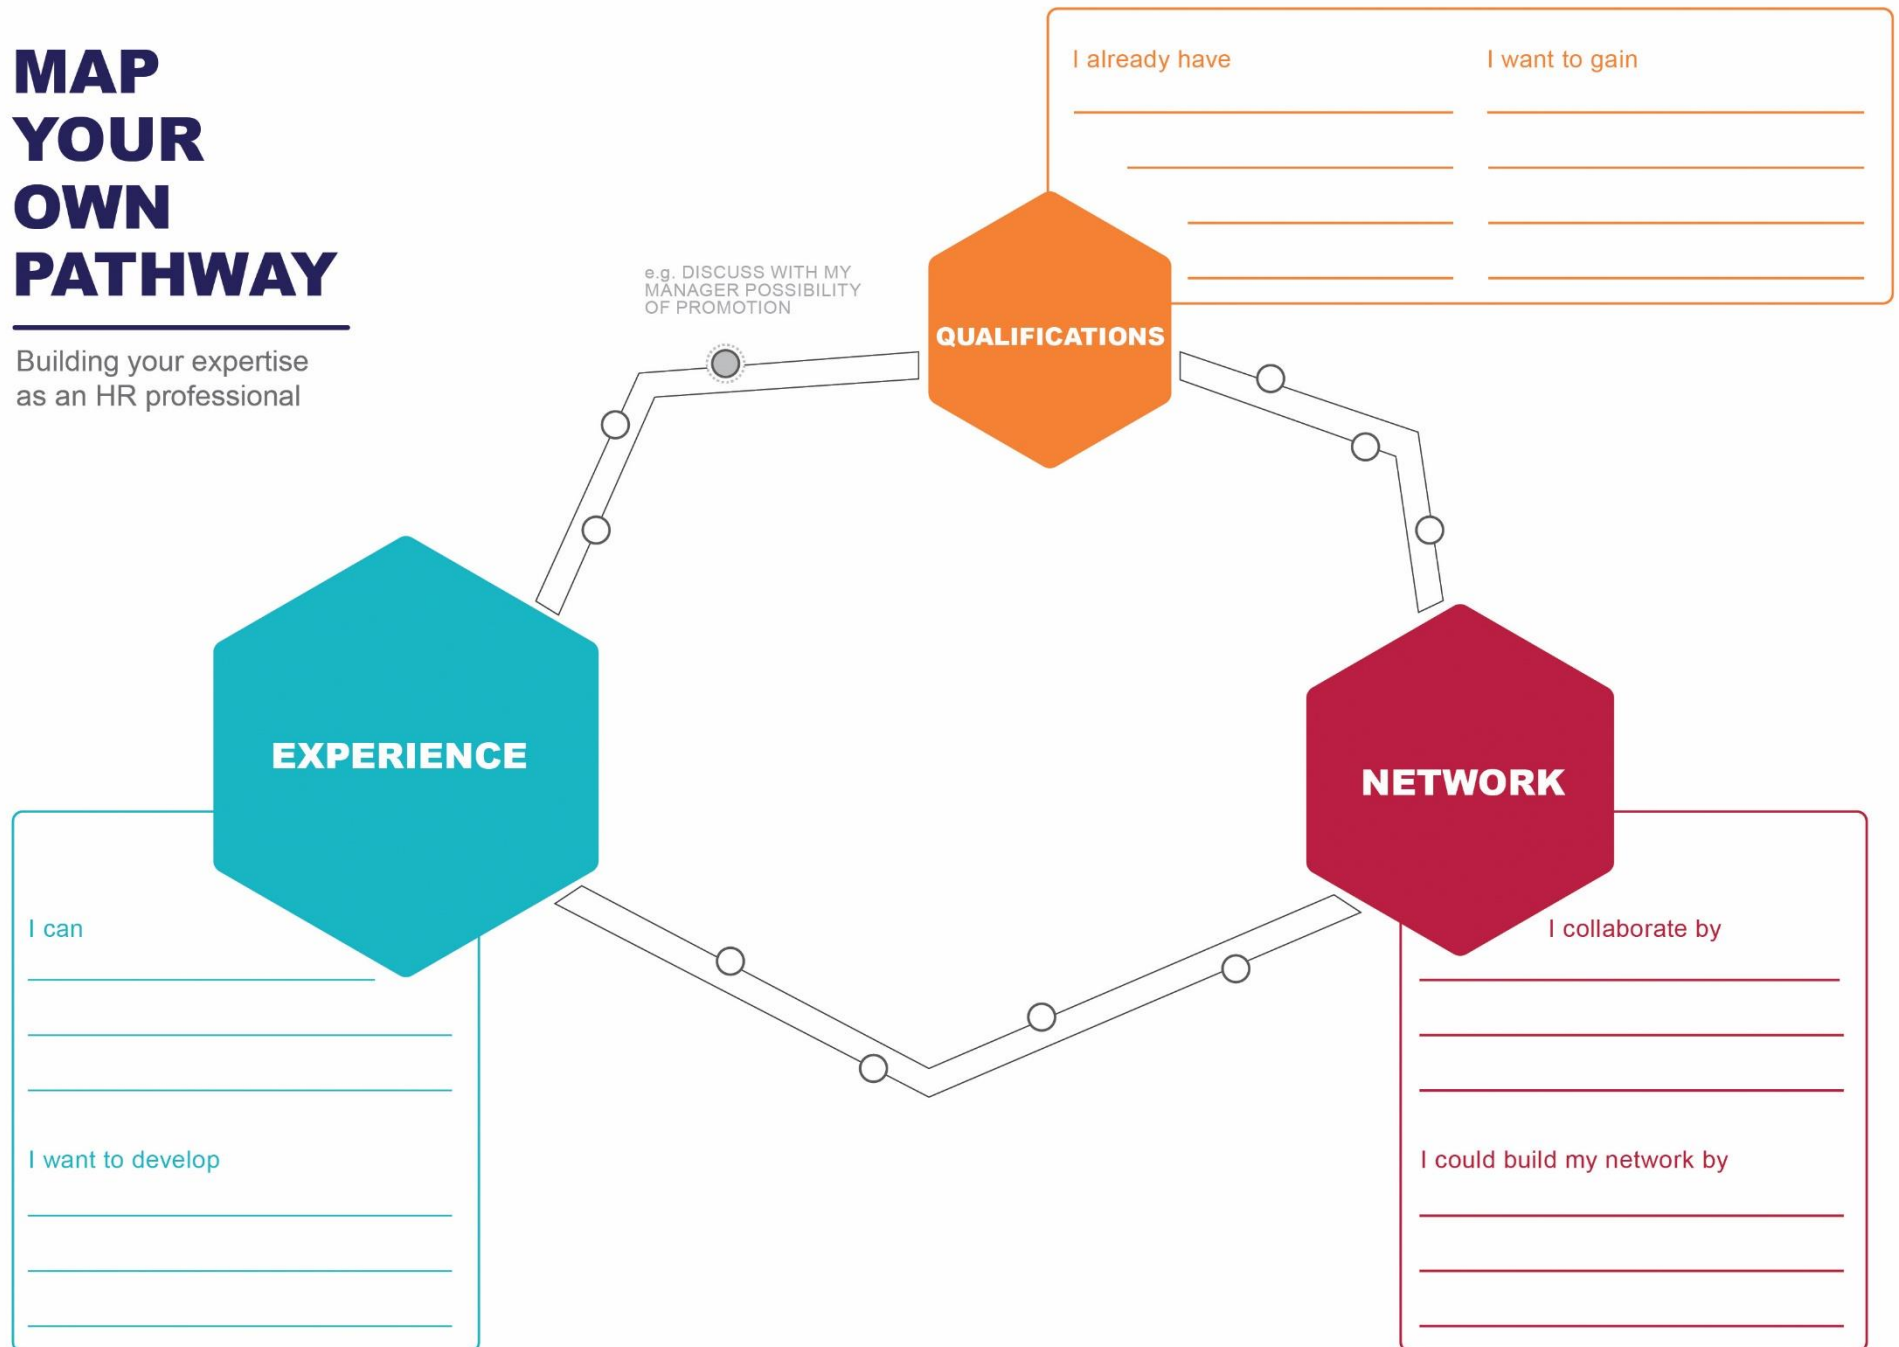 MAP
YOUR
OWN
PATHWAY
Building your expertise
as an HR professional
I already have
I want to gain
e.g. DISCUSS WITH MY
MANAGER POSSIBILITY
OF PROMOTION
QUALIFICATIONS
EXPERIENCE
NETWORK
I can
I want to develop
I collaborate by
I could build my network by